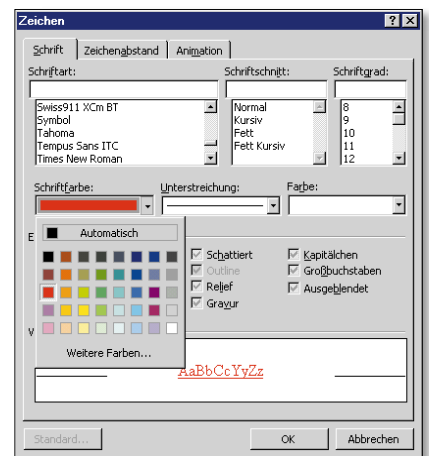 Zeichen
Schrift Zeichenabstand Animation
Schriftart: Schriftschnitt: Schriftgrad:
Swiss911 XCm BT Normal 8
Symbol Kursiv 9
Tahoma Fett 10
Tempus Sans ITC Fett Kursiv 11
Times New Roman 12
Schriftfarbe: Unterstreichung: Farbe:
Automatisch
E
Schattiert Kapitälchen
Outline Großbuchstaben
Relief Ausgeblendet
Gravur
V
Weitere Farben...
AaBbCcYyZz
Standard... OK Abbrechen